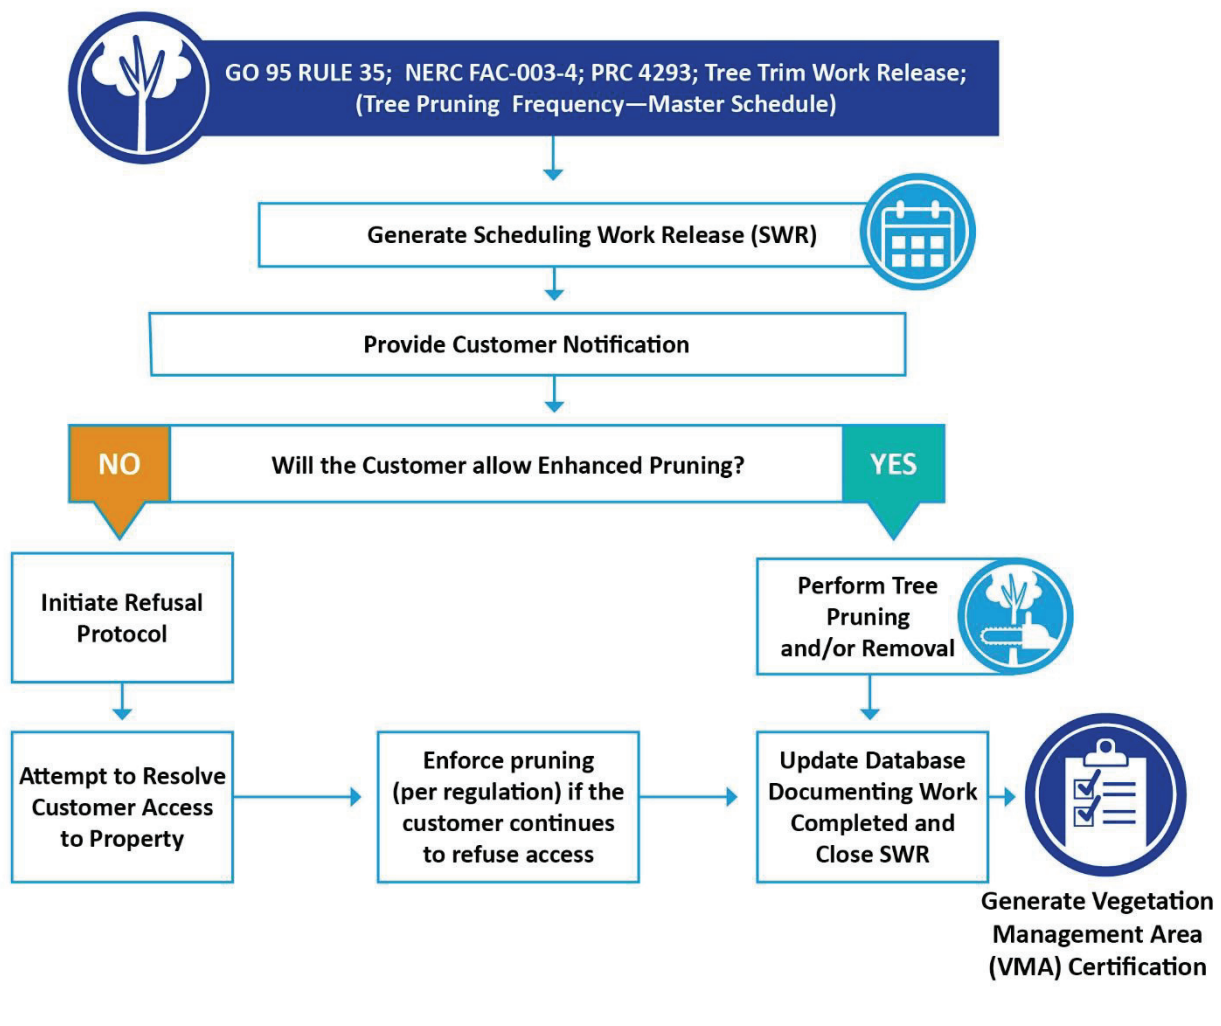 GO 95 RULE 35; NERC FAC-003-4; PRC 4293; Tree Trim Work Release;
(Tree Pruning Frequency—Master Schedule)
Generate Scheduling Work Release (SWR)
Provide Customer Notification
NO
Will the Customer allow Enhanced Pruning?
YES
Initiate Refusal
Protocol
Perform Tree
Pruning
and/or Removal
Attempt to Resolve
Customer Access
to Property
Enforce pruning
(per regulation) if the
customer continues
to refuse access
Update Database
Documenting Work
Completed and
Close SWR
Generate Vegetation
Management Area
(VMA) Certification